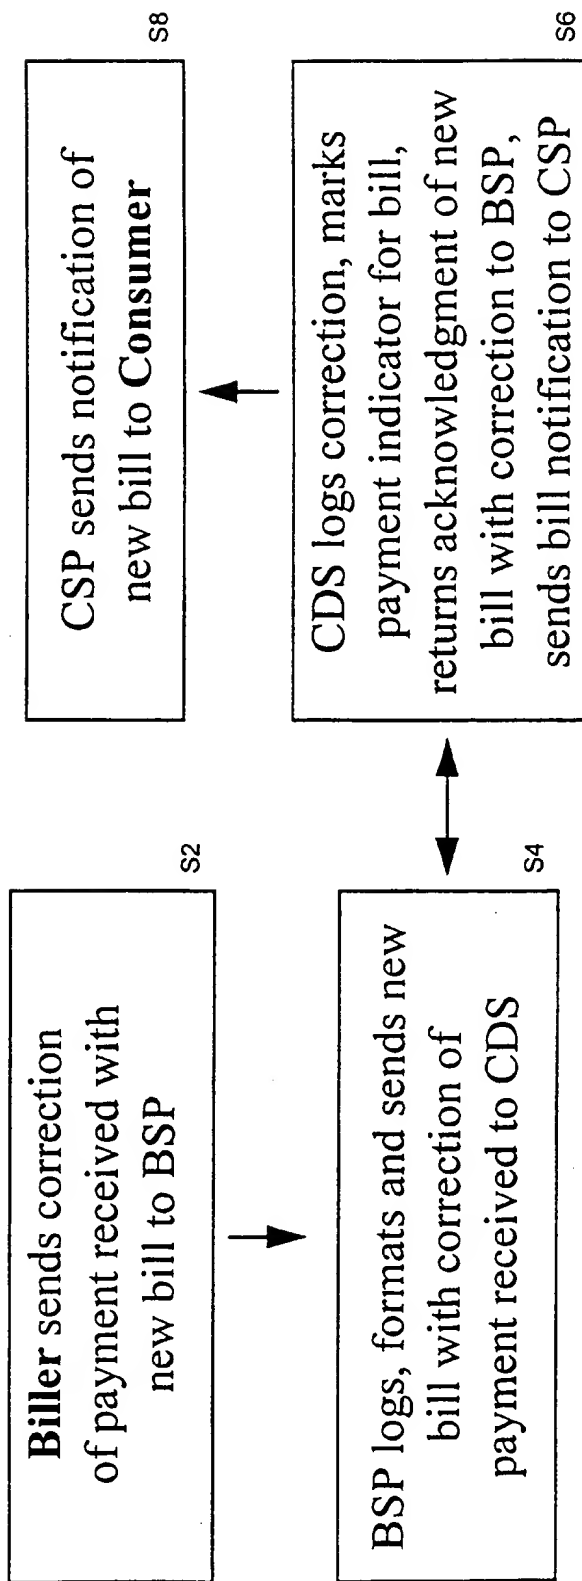 Biller sends correction
of payment received with
new bill to BSP
S2
BSP logs, formats and sends new
bill with correction of
payment received to CDS
S4
CDS logs correction, marks
payment indicator for bill,
returns acknowledgment of new
bill with correction to BSP,
sends bill notification to CSP
S6
CSP sends notification of
new bill to Consumer
S8